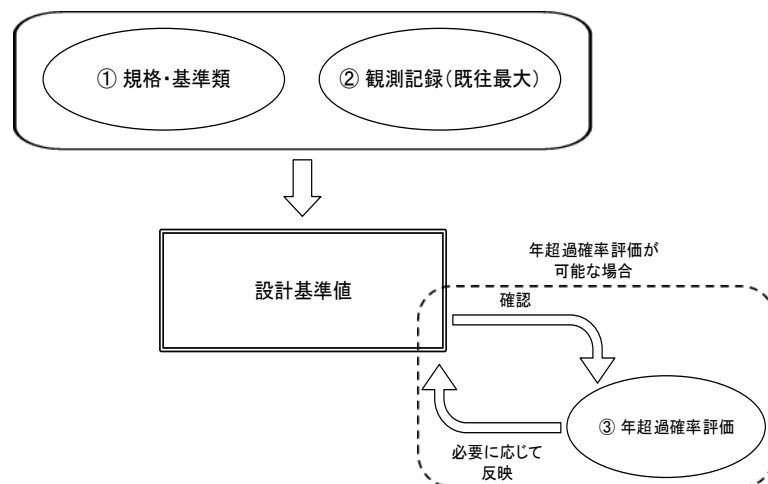 ① 規格・基準類
② 観測記録(既往最大)
設計基準値
年超過確率評価が
可能な場合
確認
③ 年超過確率評価
必要に応じて
反映